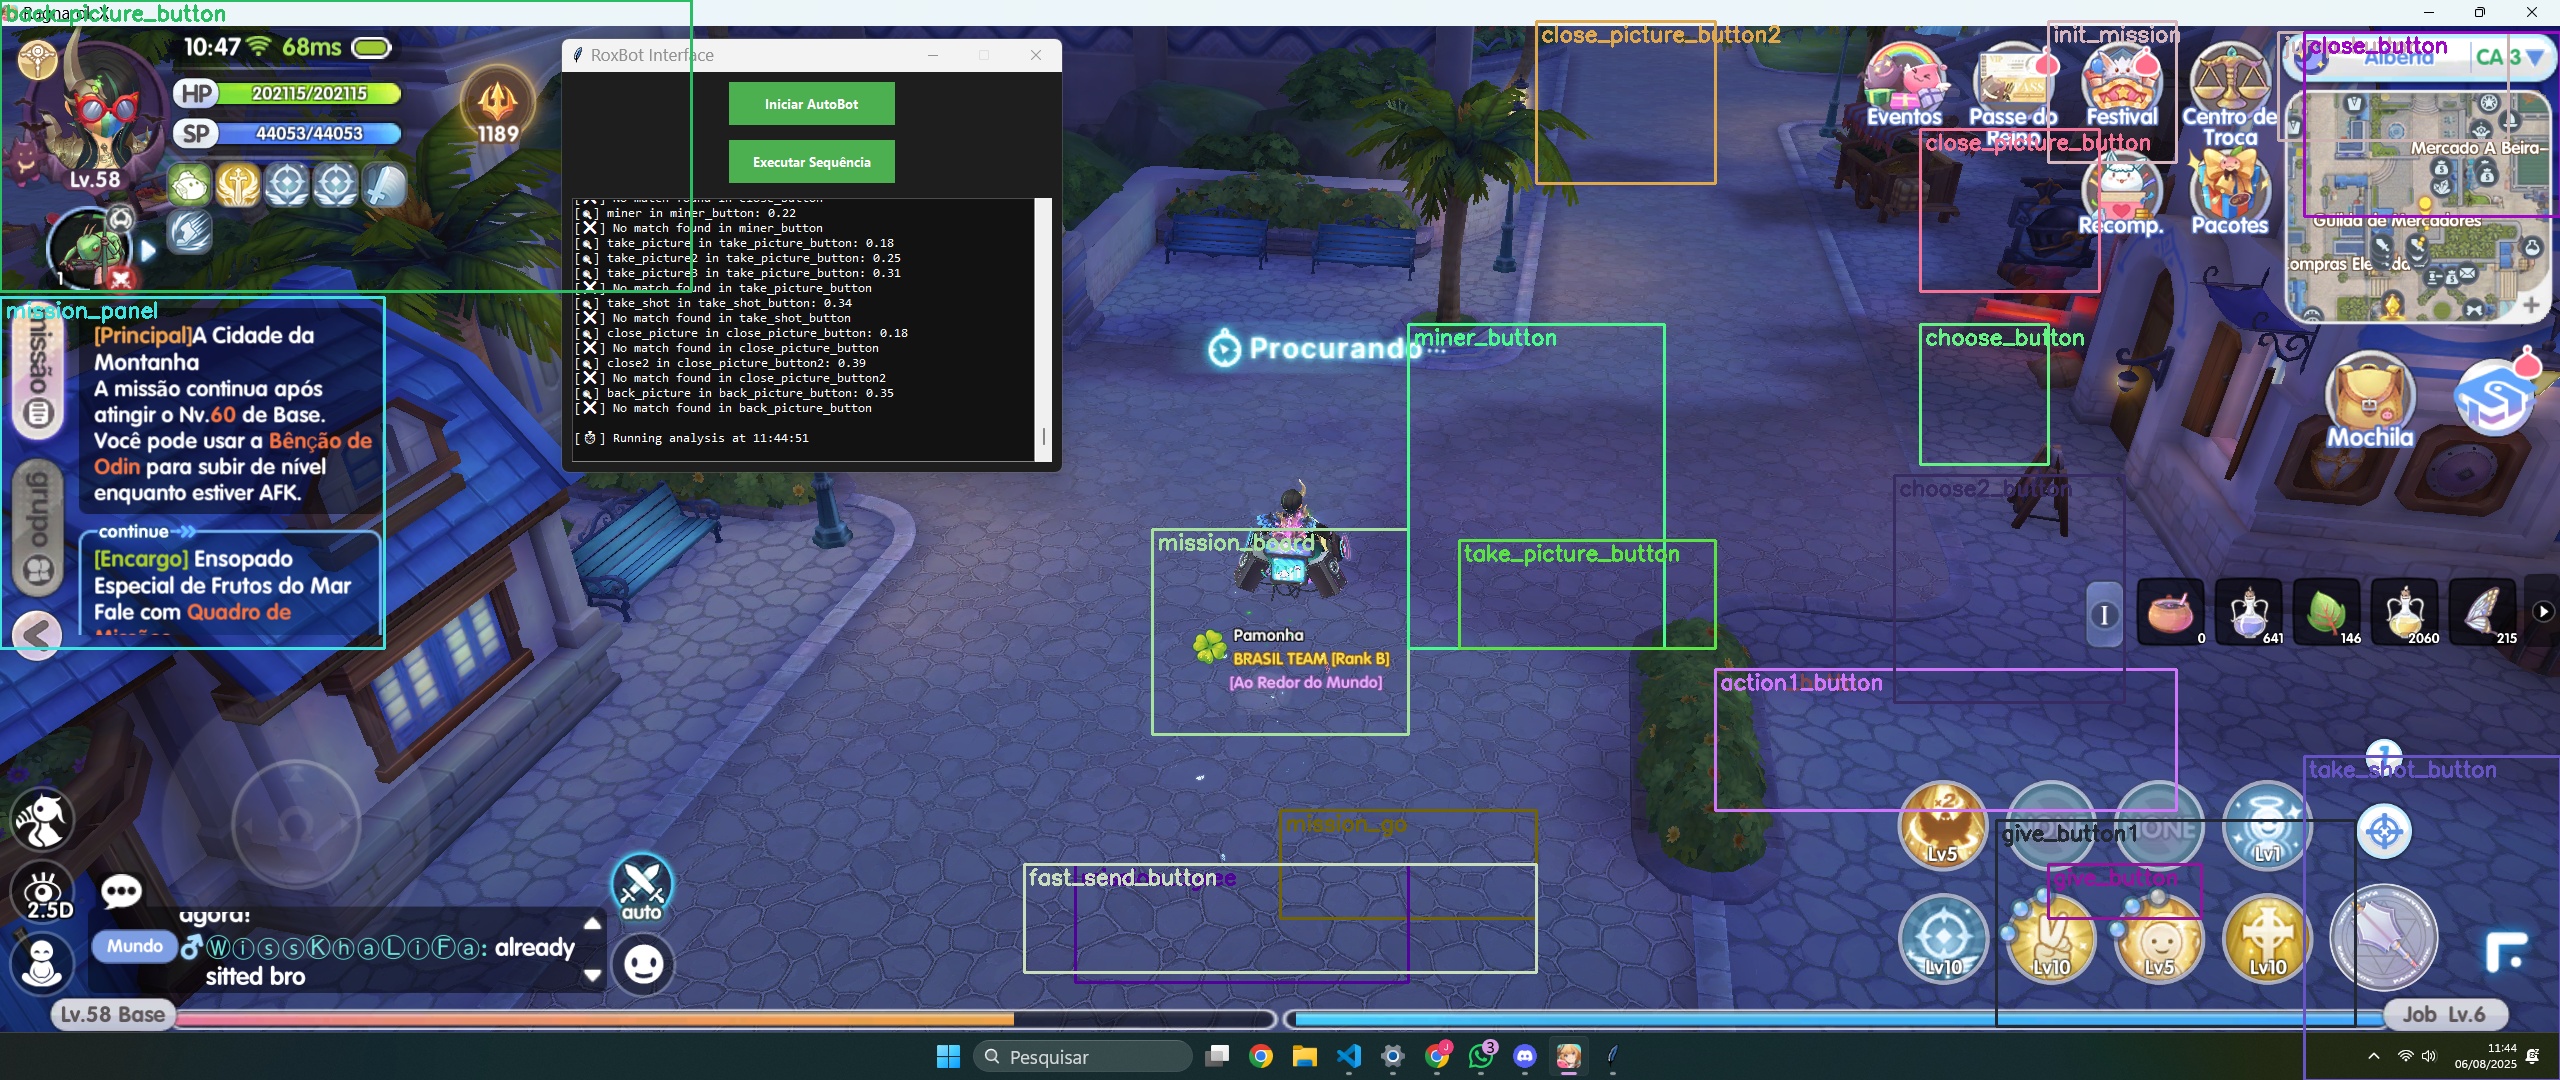 Ragnarok X
back_picture_button
10:47
68ms
HP
202115/202115
SP
44053/44053
Lv.58
1189
1
mission_panel
missão
grupo
[Principal]A Cidade da
Montanha
A missão continua após
atingir o Nv.60 de Base.
Você pode usar a Bênção de
Odin para subir de nível
enquanto estiver AFK.
continue
[Encargo] Ensopado
Especial de Frutos do Mar
Fale com Quadro de
RoxBot Interface
Iniciar AutoBot
Executar Sequência
[❌] No match found in close_button
[🔍] miner in miner_button: 0.22
[❌] No match found in miner_button
[🔍] take_picture in take_picture_button: 0.18
[🔍] take_picture2 in take_picture_button: 0.25
[🔍] take_picture3 in take_picture_button: 0.31
[❌] No match found in take_picture_button
[🔍] take_shot in take_shot_button: 0.34
[❌] No match found in take_shot_button
[🔍] close_picture in close_picture_button: 0.18
[❌] No match found in close_picture_button
[🔍] close2 in close_picture_button2: 0.39
[❌] No match found in close_picture_button2
[🔍] back_picture in back_picture_button: 0.35
[❌] No match found in back_picture_button
[⏱] Running analysis at 11:44:51
close_picture_button2
init_mission
close_button
Alberta
CA 3
Eventos
Passe do
Reino
Festival
Centro de
Troca
close_picture_button
Recomp.
Pacotes
Mercado A Beira-
Guilda de Mercadores
Procurando...
miner_button
choose_button
Mochila
choose2_button
mission_board
take_picture_button
Pamonha
BRASIL TEAM [Rank B]
[Ao Redor do Mundo]
I
0
641
146
2060
215
action1_button
take_shot_button
mission_go
fast_send_button
give_button1
give_button
×2
Lv5
Lv1
Lv10
Lv10
Lv5
Lv10
2.5D
auto
agora!
Mundo
ⓌⓘⓢⓢⓀⓗⓐⓁⓘⒻⓐ: already
sitted bro
Lv.58 Base
Job Lv.6
Pesquisar
3
11:44
06/08/2025